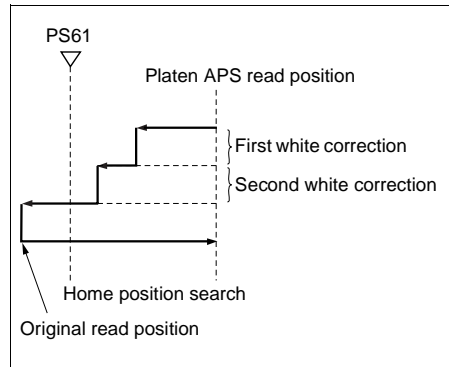 PS61
Platen APS read position
First white correction
Second white correction
Home position search
Original read position